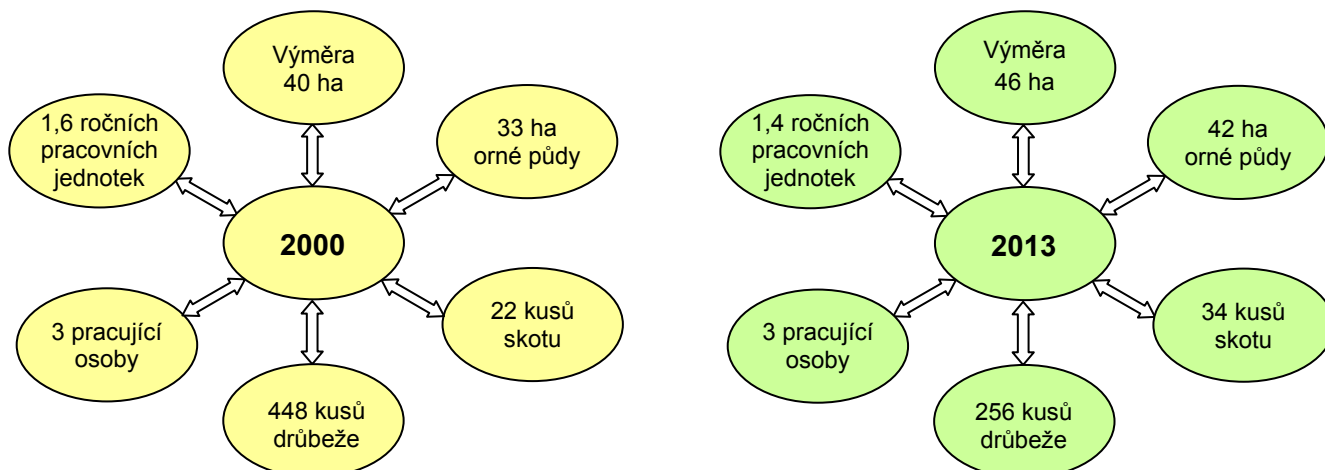 Výměra
40 ha
33 ha
orné půdy
22 kusů
skotu
448 kusů
drůbeže
3 pracující
osoby
1,6 ročních
pracovních
jednotek
2000
Výměra
46 ha
42 ha
orné půdy
34 kusů
skotu
256 kusů
drůbeže
3 pracující
osoby
1,4 ročních
pracovních
jednotek
2013